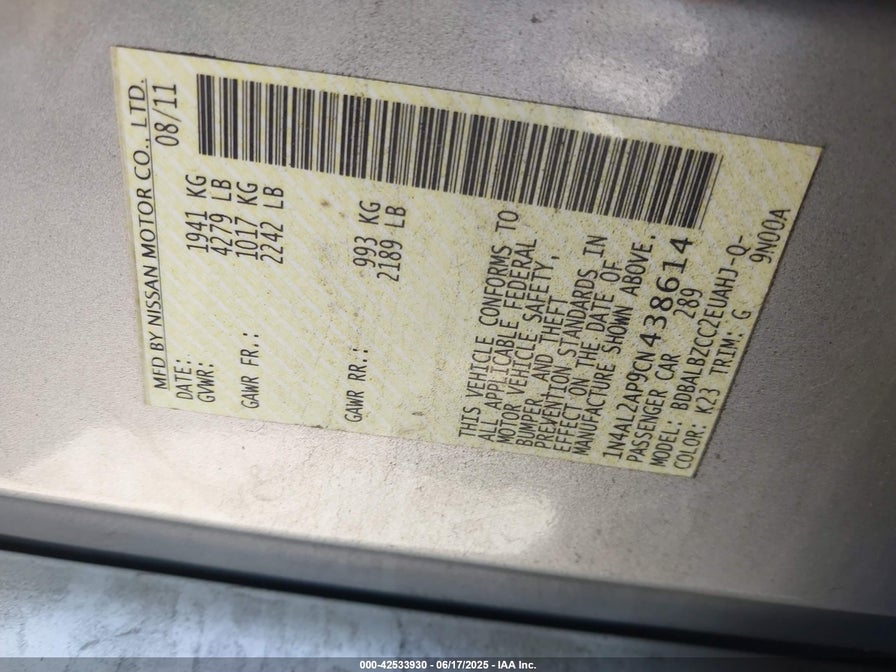 MFD BY NISSAN MOTOR CO., LTD.
DATE: 08/11
GVWR: 1941 KG
4279 LB
GAWR FR.: 1017 KG
2242 LB
GAWR RR.: 993 KG
2189 LB
THIS VEHICLE CONFORMS TO
ALL APPLICABLE FEDERAL
MOTOR VEHICLE SAFETY,
BUMPER, AND THEFT
PREVENTION STANDARDS IN
EFFECT ON THE DATE OF
MANUFACTURE SHOWN ABOVE.
1N4AL2AP9CN438614
PASSENGER CAR 289
MODEL: BDBALBZCC2EUAHJ-Q-
COLOR: K23 TRIM: G 9N00A
000-42533930 - 06/17/2025 - IAA Inc.